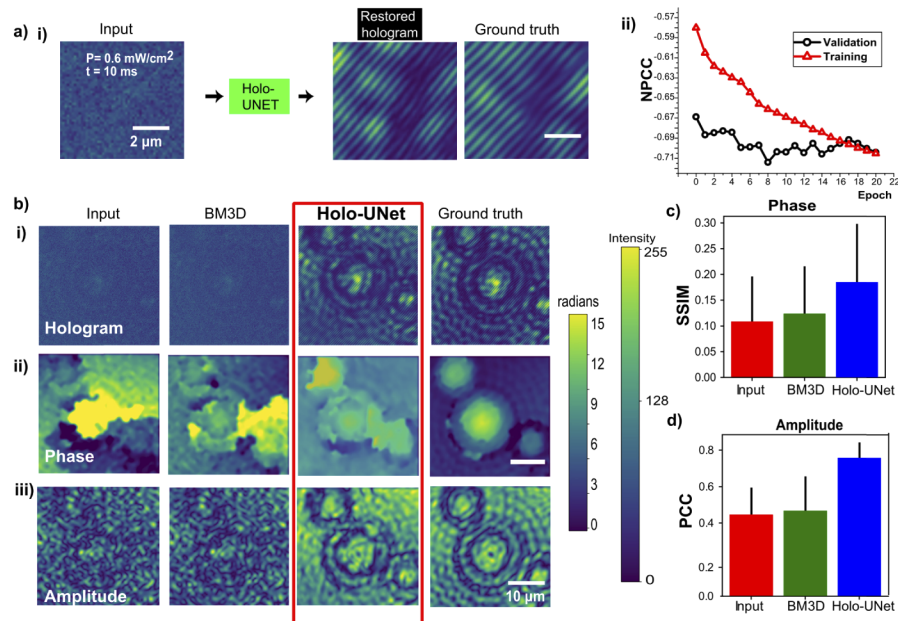 a) i)
Input
P= 0.6 mW/cm²
t = 10 ms
2 μm
Holo-
UNET
Restored
hologram
Ground truth
ii)
NPCC
-0.57
-0.59
-0.61
-0.63
-0.65
-0.67
-0.69
-0.71
Validation
Training
0 2 4 6 8 10 12 14 16 18 20 22
Epoch
b)
Input
BM3D
Holo-UNet
Ground truth
i)
Hologram
ii)
Phase
iii)
Amplitude
10 μm
radians
15
12
9
6
3
0
Intensity
255
128
0
c)
Phase
SSIM
0.30
0.25
0.20
0.15
0.10
0.05
0.00
Input BM3D Holo-UNet
d)
Amplitude
PCC
0.8
0.6
0.4
0.2
0.0
Input BM3D Holo-UNet